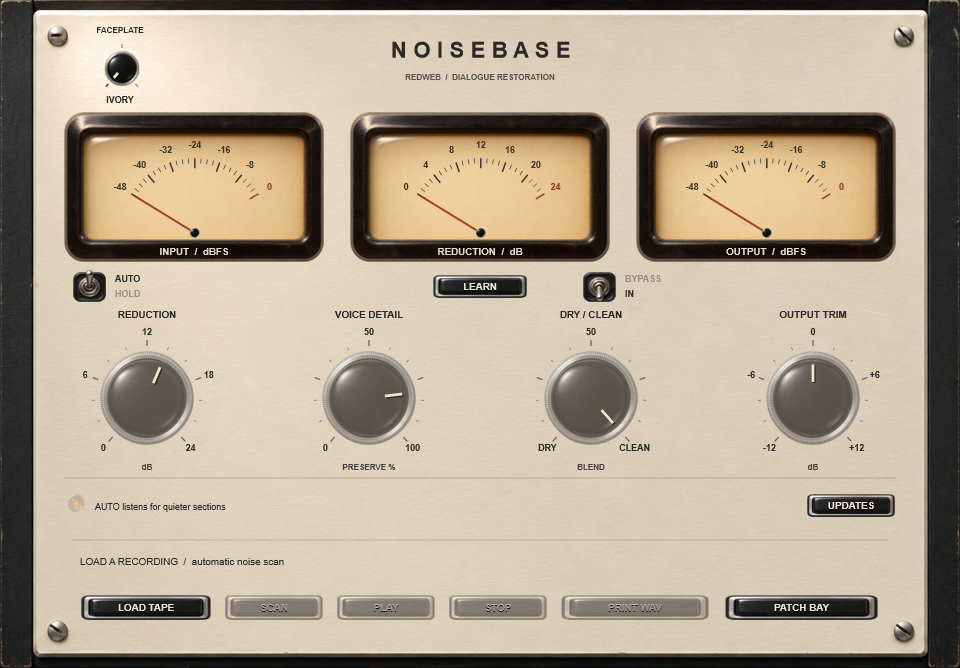 FACEPLATE
IVORY
NOISEBASE
REDWEB / DIALOGUE RESTORATION
-48 -40 -32 -24 -16 -8 0
INPUT / dBFS
0 4 8 12 16 20 24
REDUCTION / dB
-48 -40 -32 -24 -16 -8 0
OUTPUT / dBFS
AUTO
HOLD
LEARN
BYPASS
IN
REDUCTION
12
6 18
0 24
dB
VOICE DETAIL
50
0 100
PRESERVE %
DRY / CLEAN
50
DRY CLEAN
BLEND
OUTPUT TRIM
0
-6 +6
-12 +12
dB
AUTO listens for quieter sections
UPDATES
LOAD A RECORDING / automatic noise scan
LOAD TAPE SCAN PLAY STOP PRINT WAV PATCH BAY